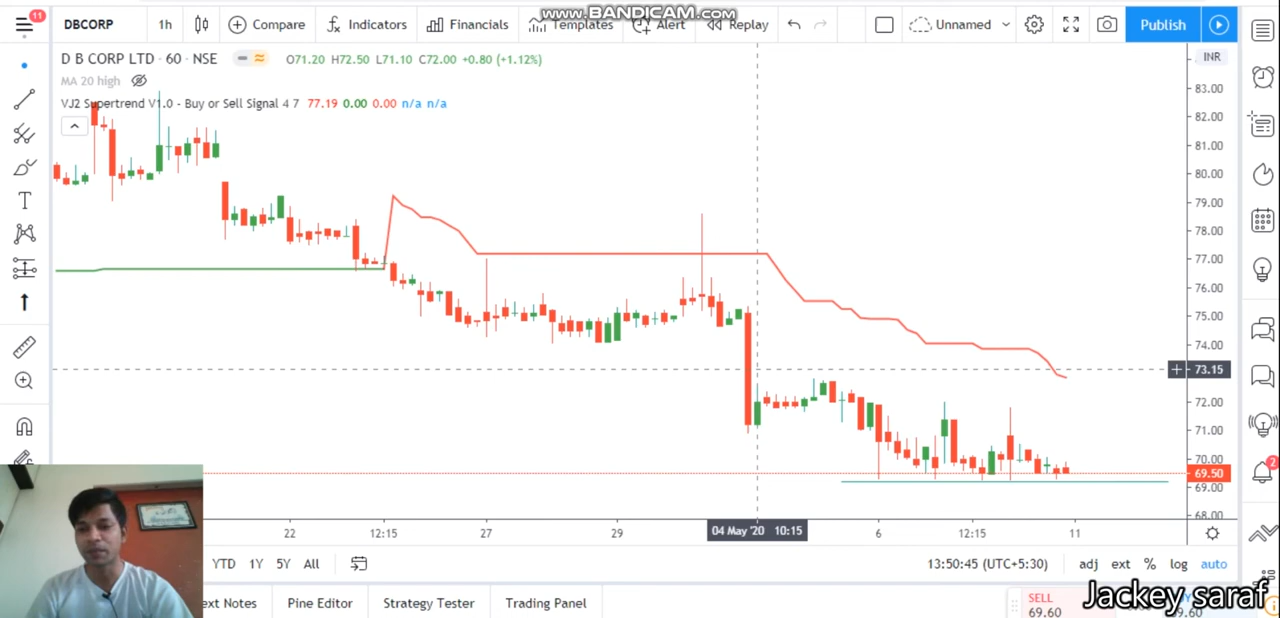 11
DBCORP
1h
Compare
Indicators
Financials
Templates
Alert
Replay
www.BANDICAM.com
Unnamed
Publish
D B CORP LTD · 60 · NSE
O71.20 H72.50 L71.10 C72.00 +0.80 (+1.12%)
INR
MA 20 high
VJ2 Supertrend V1.0 - Buy or Sell Signal 4 7 77.19 0.00 0.00 n/a n/a
83.00
82.00
81.00
80.00
79.00
78.00
77.00
76.00
75.00
74.00
73.15
72.00
71.00
70.00
69.50
69.00
68.00
2
22
12:15
27
29
04 May '20 10:15
6
12:15
11
YTD
1Y
5Y
All
13:50:45 (UTC+5:30)
adj
ext
%
log
auto
ext Notes
Pine Editor
Strategy Tester
Trading Panel
SELL
69.60
Jackey saraf